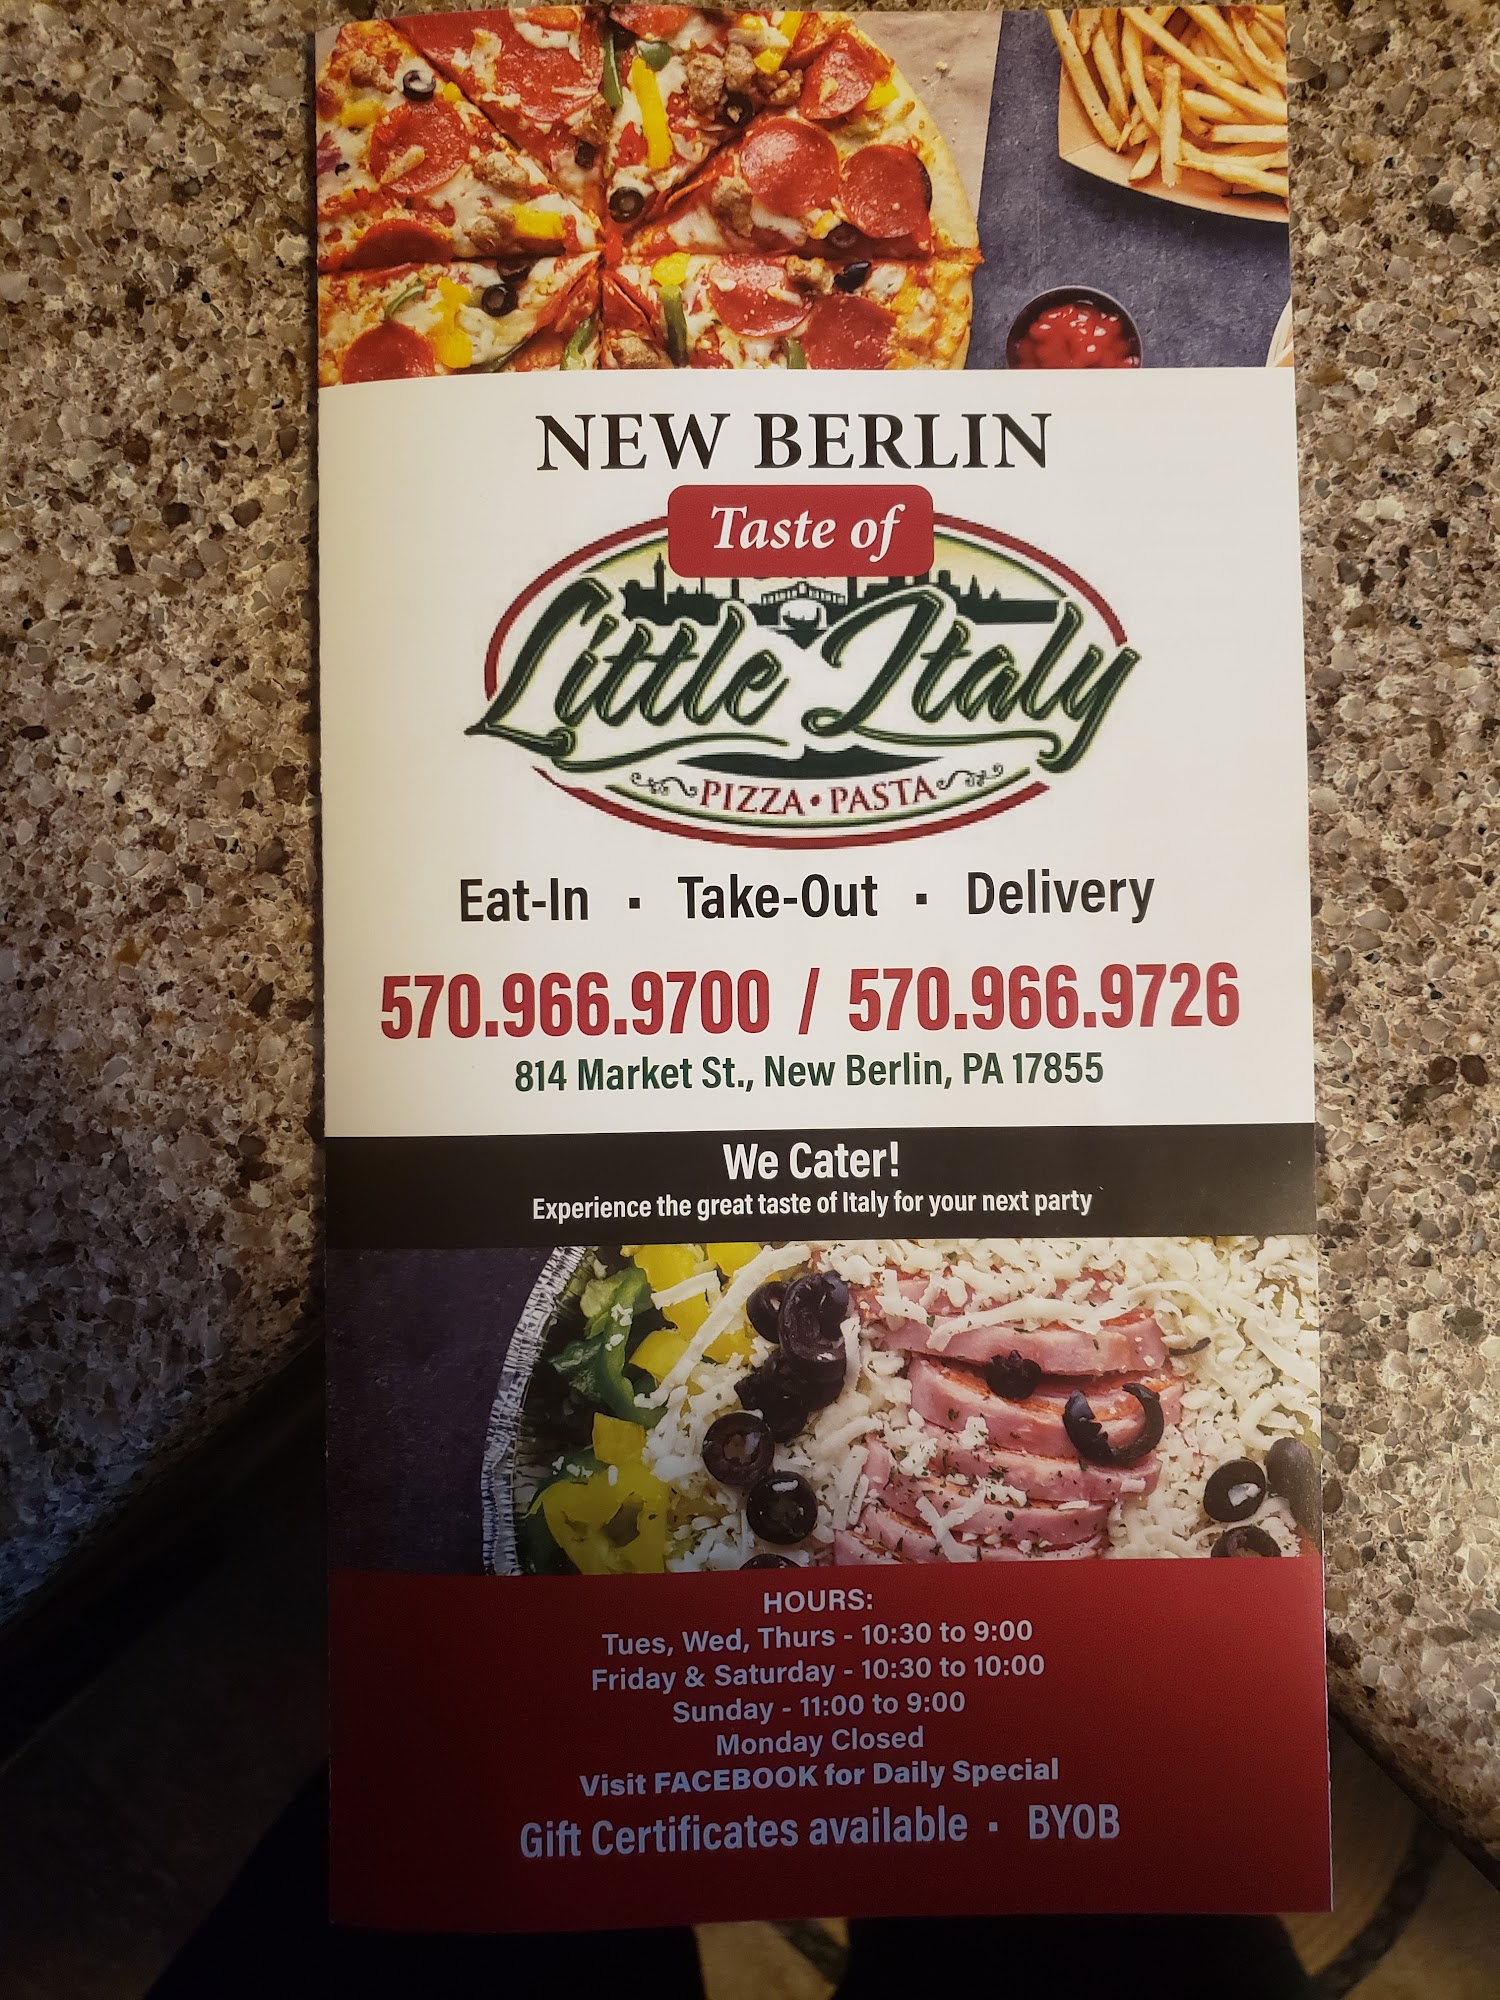 NEW BERLIN
Taste of
Little Italy
PIZZA • PASTA
Eat-In ▪ Take-Out ▪ Delivery
570.966.9700 / 570.966.9726
814 Market St., New Berlin, PA 17855
We Cater!
Experience the great taste of Italy for your next party
HOURS:
Tues, Wed, Thurs - 10:30 to 9:00
Friday & Saturday - 10:30 to 10:00
Sunday - 11:00 to 9:00
Monday Closed
Visit FACEBOOK for Daily Special
Gift Certificates available ▪ BYOB